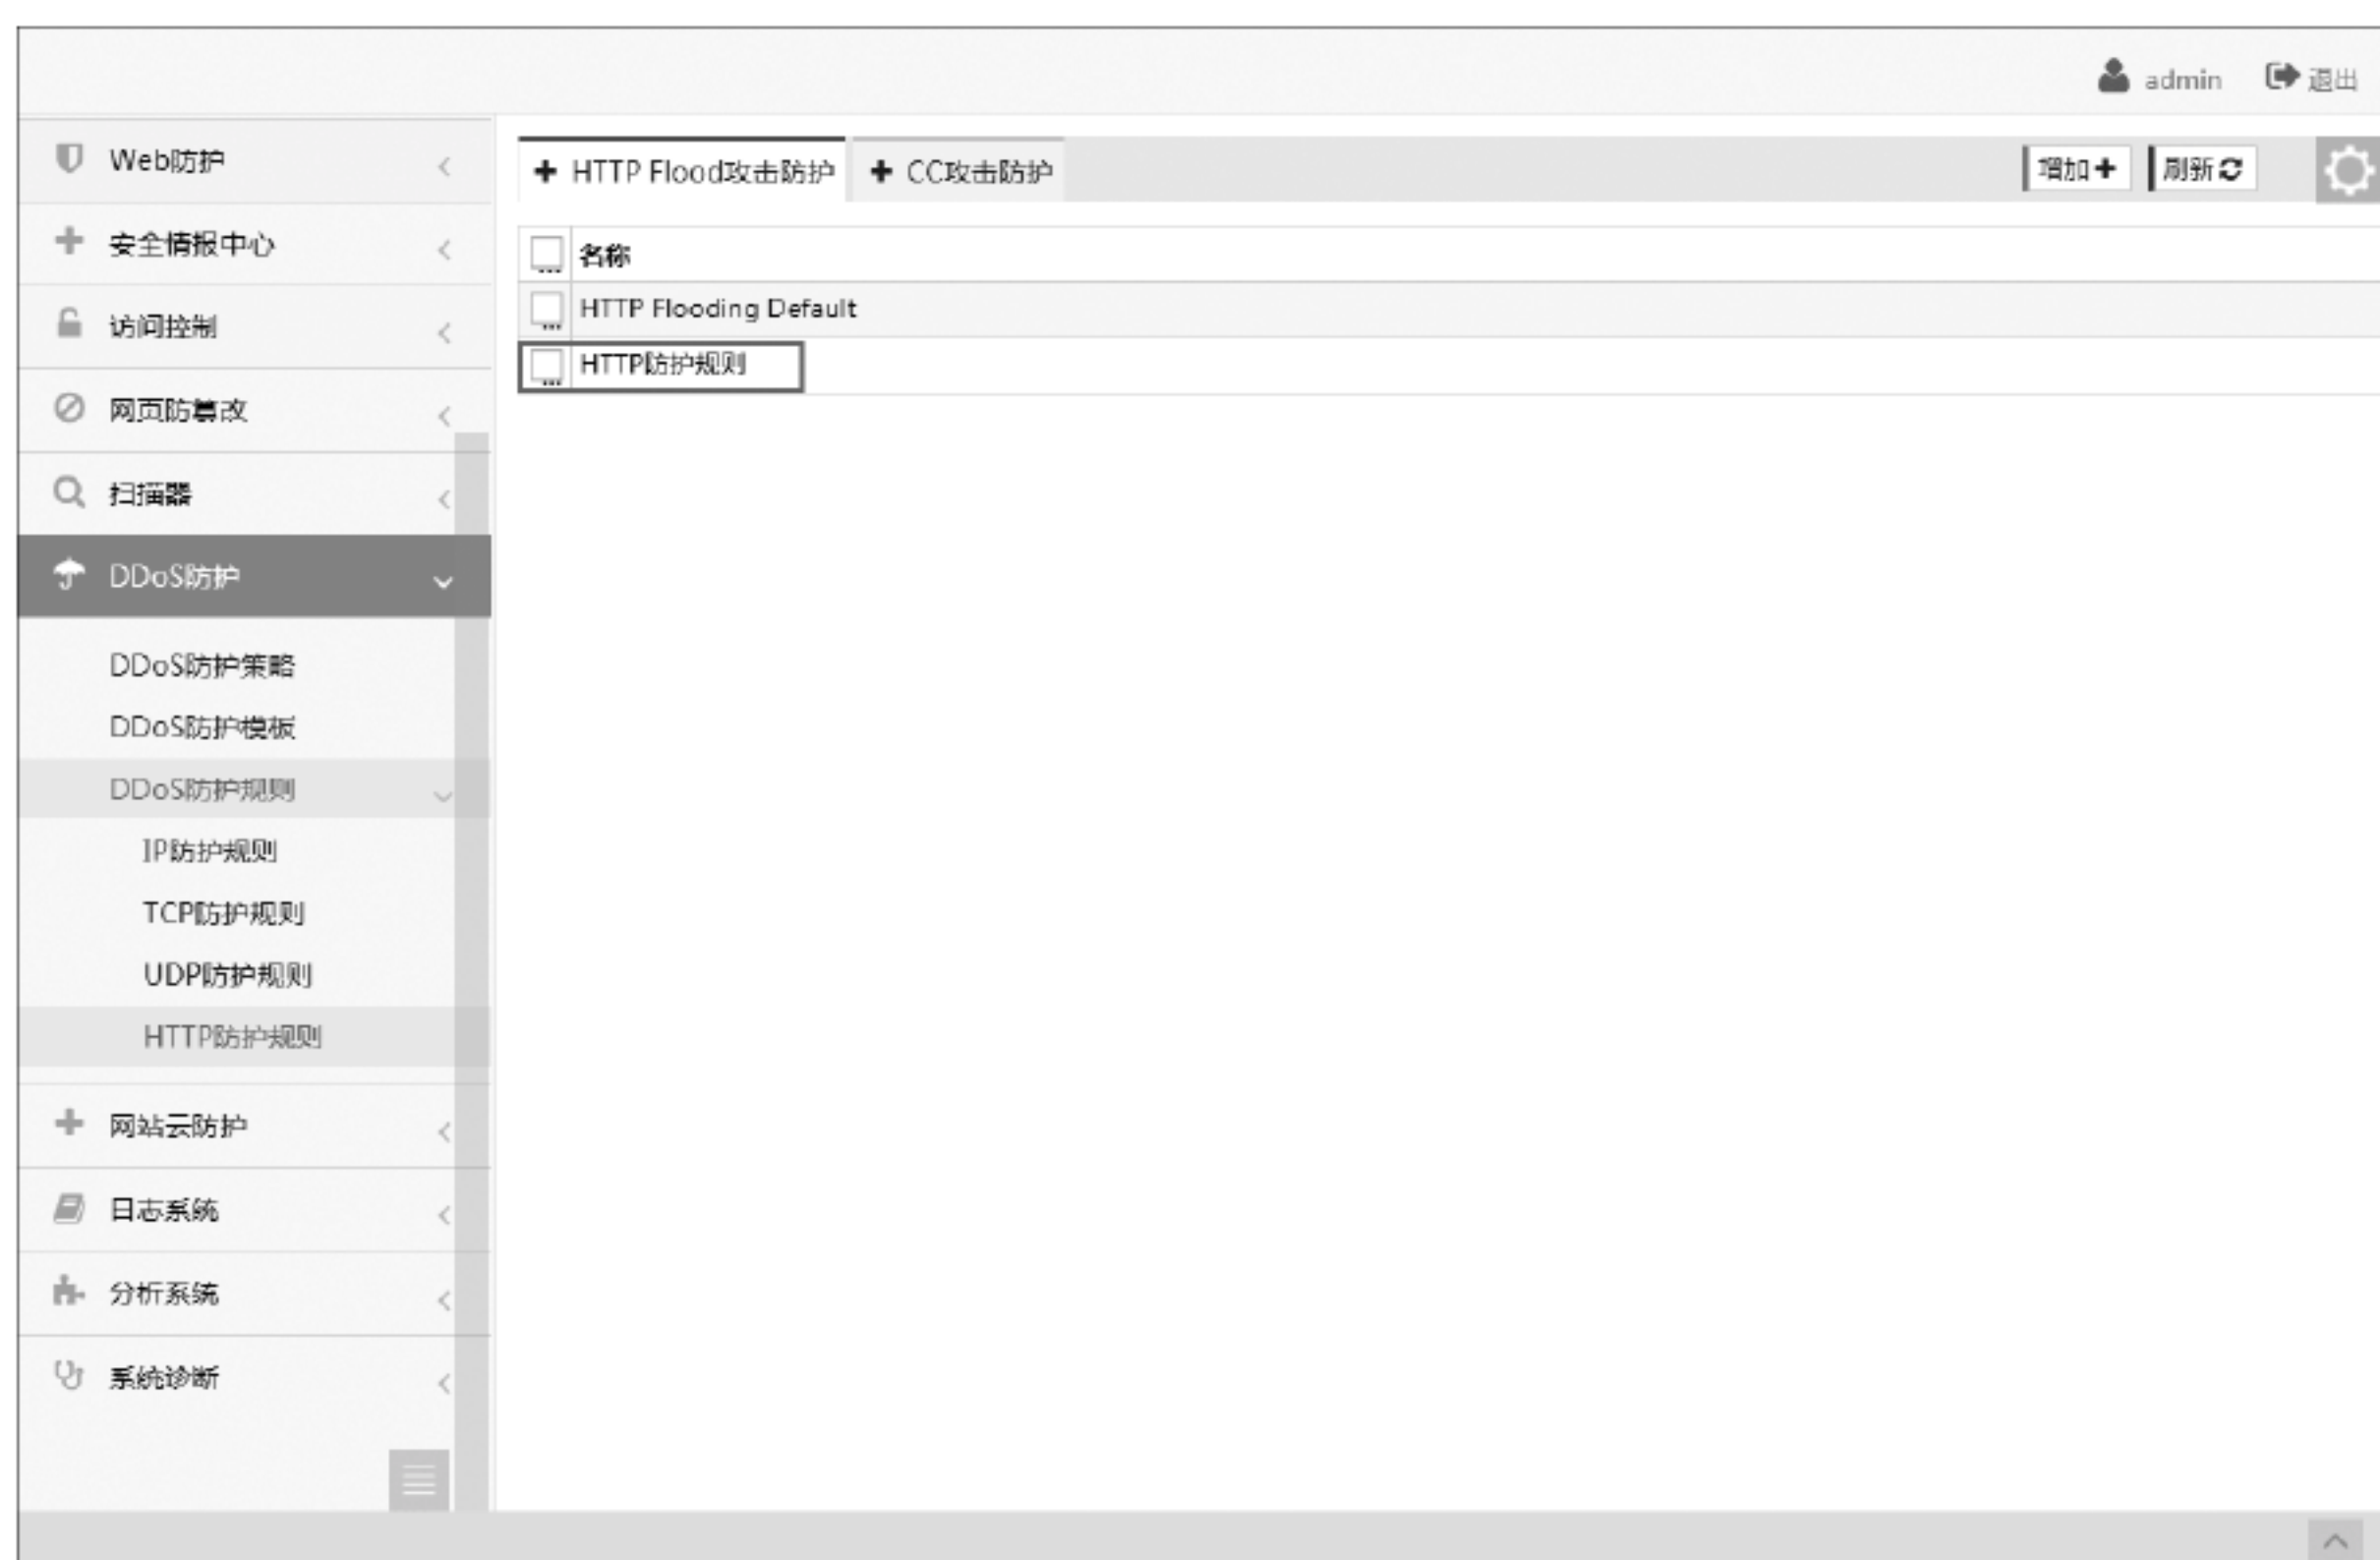 admin 退出
Web防护
安全情报中心
访问控制
网页防篡改
扫描器
DDoS防护
DDoS防护策略
DDoS防护模板
DDoS防护规则
IP防护规则
TCP防护规则
UDP防护规则
HTTP防护规则
网站云防护
日志系统
分析系统
系统诊断
HTTP Flood攻击防护 CC攻击防护 增加 刷新
名称
HTTP Flooding Default
HTTP防护规则